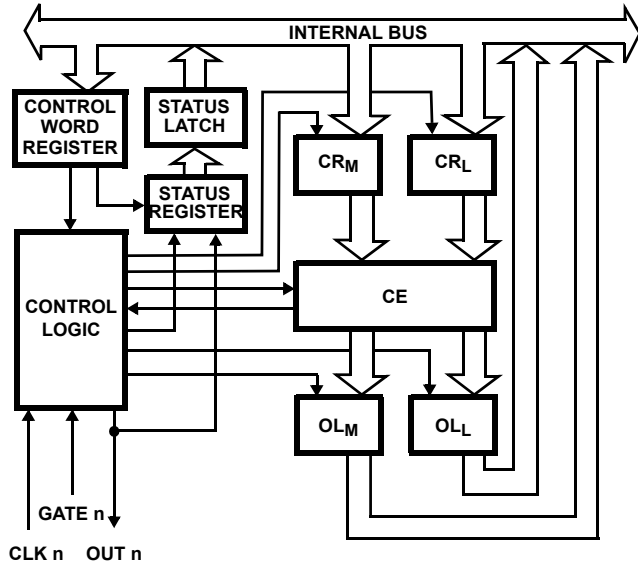 INTERNAL BUS
CONTROL
WORD
REGISTER
STATUS
LATCH
STATUS
REGISTER
CRM
CRL
CONTROL
LOGIC
CE
OLM
OLL
GATE n
CLK n OUT n